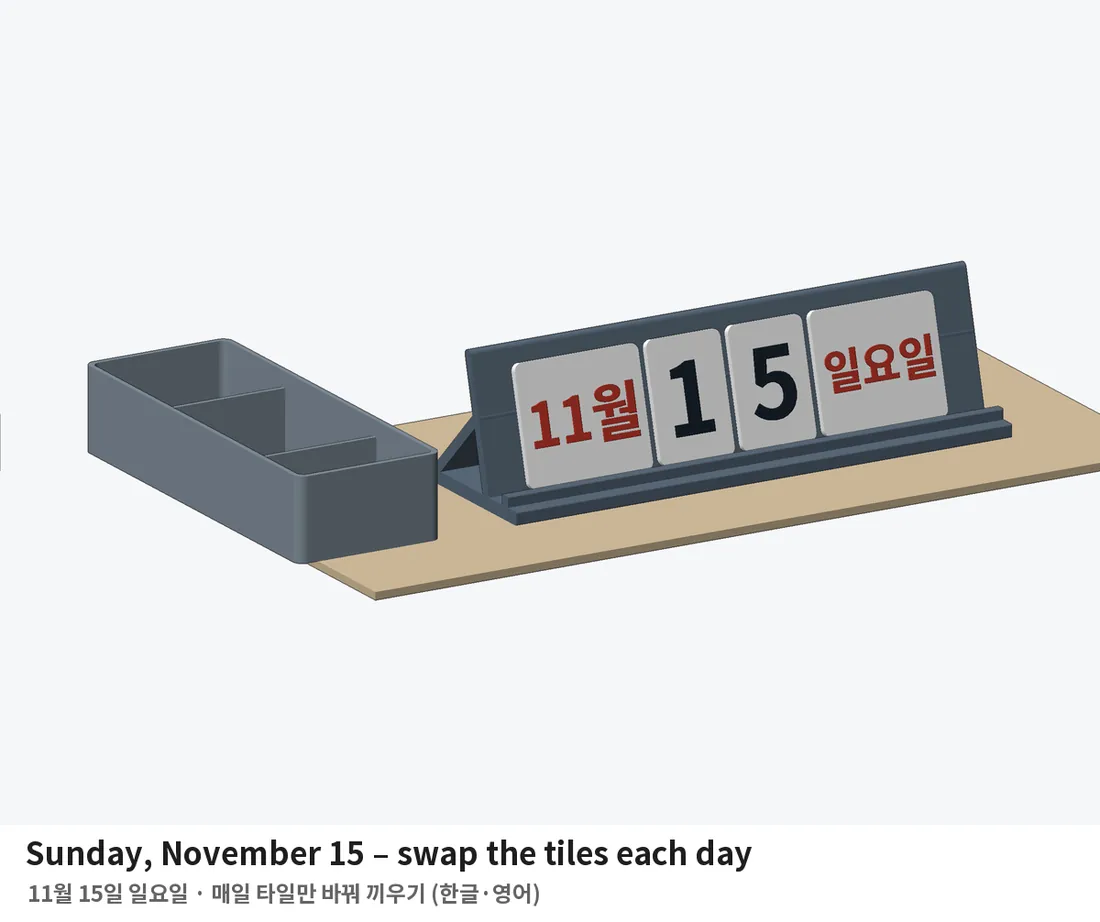 11월 1 5 일요일
Sunday, November 15 – swap the tiles each day
11월 15일 일요일 · 매일 타일만 바꿔 끼우기 (한글·영어)